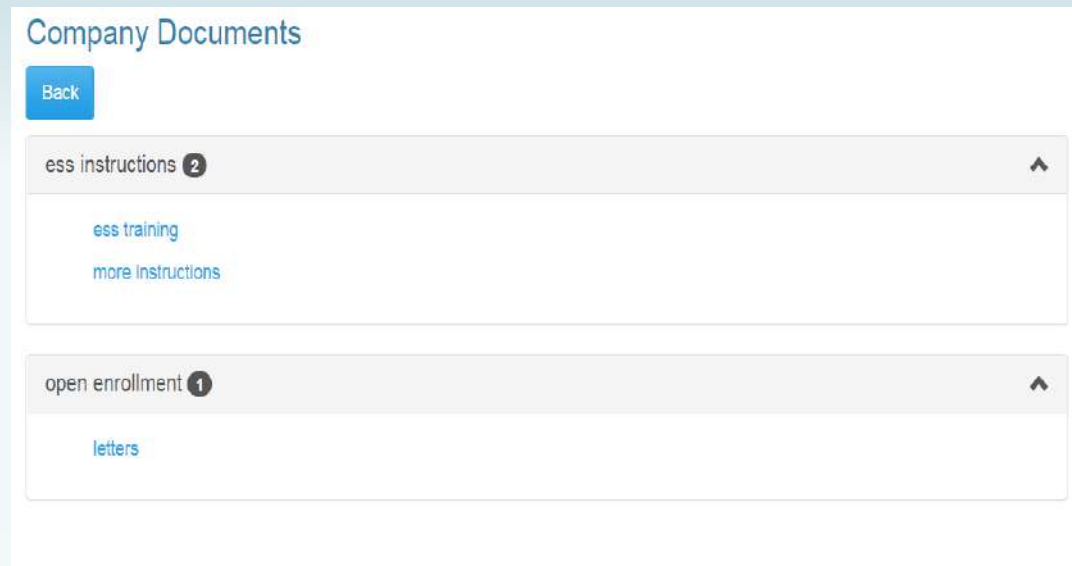 Company Documents
Back
ess instructions 2
ess training
more instructions
open enrollment 1
letters